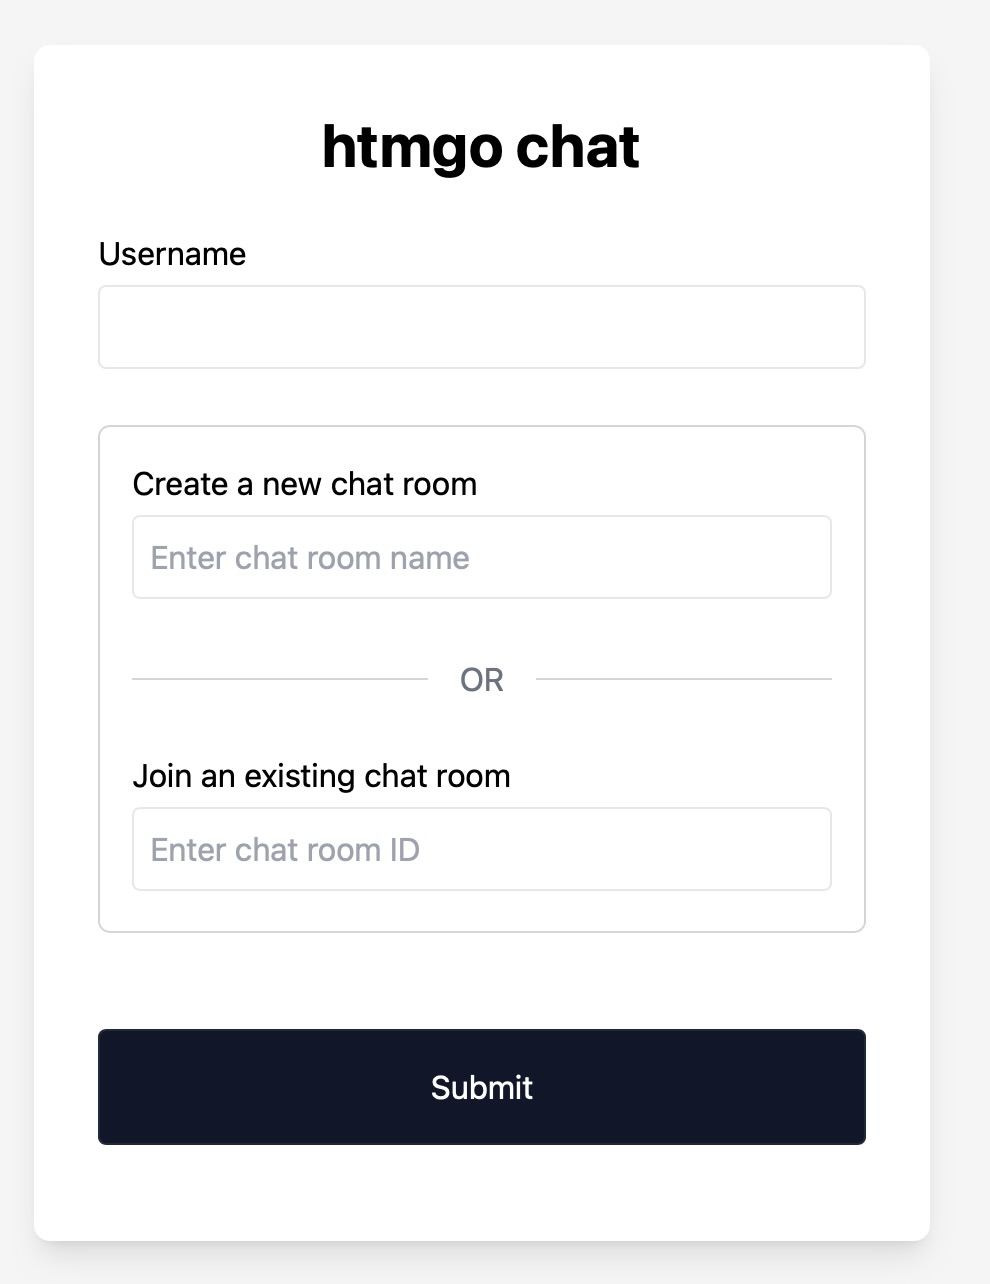 htmgo chat
Username
Create a new chat room
Enter chat room name
OR
Join an existing chat room
Enter chat room ID
Submit